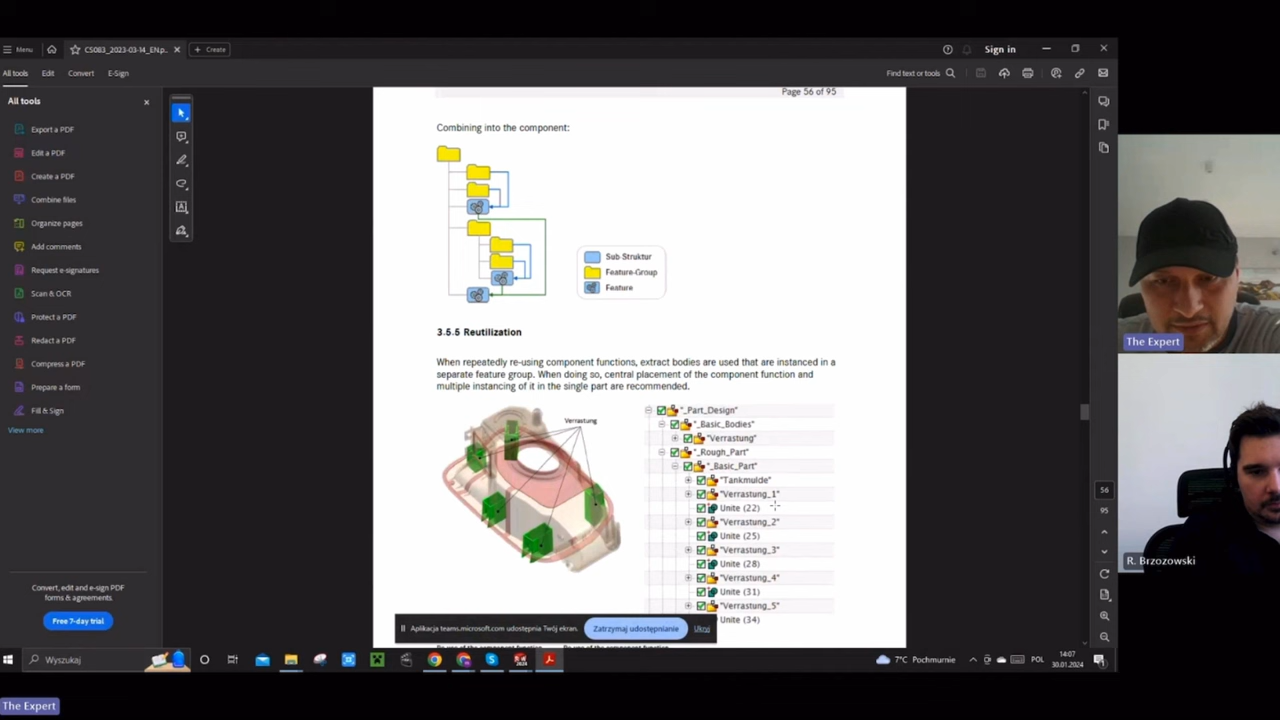 Menu
CS083_2023-03-14_EN.p...
Create
Sign in
All tools
Edit
Convert
E-Sign
Find text or tools
All tools
Export a PDF
Edit a PDF
Create a PDF
Combine files
Organize pages
Add comments
Request e-signatures
Scan & OCR
Protect a PDF
Redact a PDF
Compress a PDF
Prepare a form
Fill & Sign
View more
Convert, edit and e-sign PDF
forms & agreements.
Free 7-day trial
Page 56 of 95
Combining into the component:
Sub-Struktur
Feature-Group
Feature
3.5.5 Reutilization
When repeatedly re-using component functions, extract bodies are used that are instanced in a
separate feature group. When doing so, central placement of the component function and
multiple instancing of it in the single part are recommended.
Verrastung
"_Part_Design"
"_Basic_Bodies"
"Verrastung"
"_Rough_Part"
"_Basic_Part"
"Tankmulde"
"Verrastung_1"
Unite (22)
"Verrastung_2"
Unite (25)
"Verrastung_3"
Unite (28)
"Verrastung_4"
Unite (31)
"Verrastung_5"
Unite (34)
Aplikacja teams.microsoft.com udostępnia Twój ekran.
Zatrzymaj udostępnianie
Ukryj
56
95
The Expert
R. Brzozowski
Wyszukaj
7°C Pochmurnie
POL
14:07
30.01.2024
The Expert